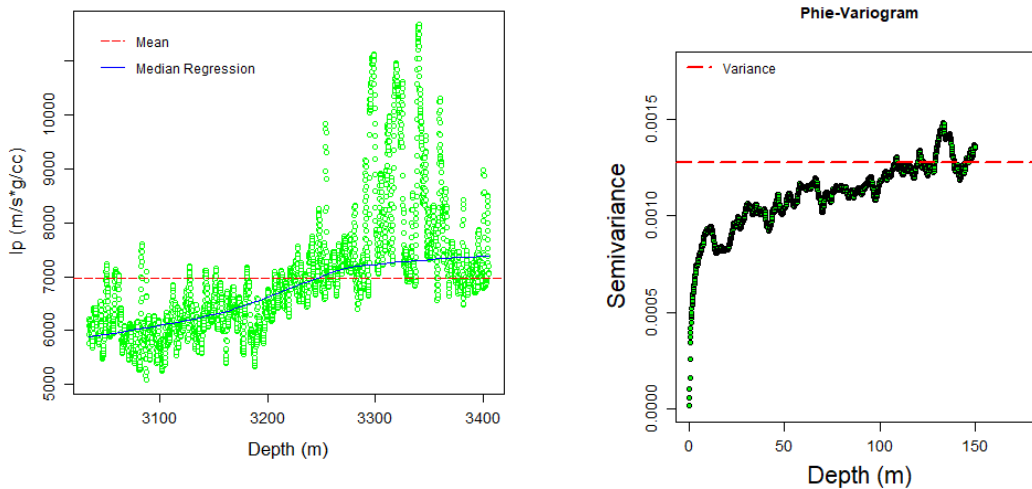 Mean
Median Regression
Ip (m/s*g/cc)
10000
9000
8000
7000
6000
5000
3100 3200 3300 3400
Depth (m)
Phie-Variogram
Variance
Semivariance
0.0015
0.0010
0.0005
0.0000
0 50 100 150
Depth (m)